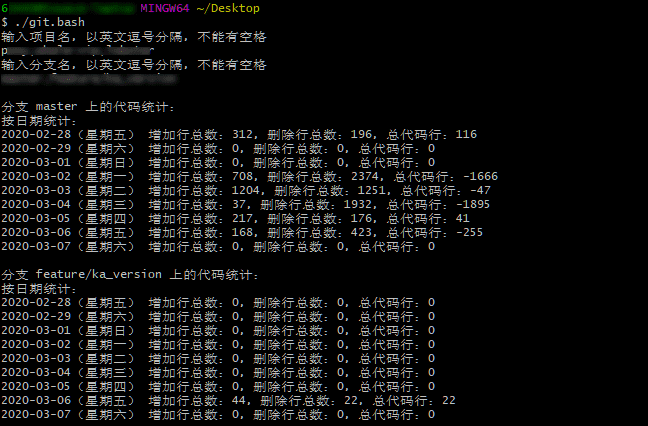 MINGW64 ~/Desktop
$ ./git.bash
输入项目名, 以英文逗号分隔, 不能有空格
输入分支名, 以英文逗号分隔, 不能有空格
分支 master 上的代码统计:
按日期统计:
2020-02-28 (星期五) 增加行总数: 312, 删除行总数: 196, 总代码行: 116
2020-02-29 (星期六) 增加行总数: 0, 删除行总数: 0, 总代码行: 0
2020-03-01 (星期日) 增加行总数: 0, 删除行总数: 0, 总代码行: 0
2020-03-02 (星期一) 增加行总数: 708, 删除行总数: 2374, 总代码行: -1666
2020-03-03 (星期二) 增加行总数: 1204, 删除行总数: 1251, 总代码行: -47
2020-03-04 (星期三) 增加行总数: 37, 删除行总数: 1932, 总代码行: -1895
2020-03-05 (星期四) 增加行总数: 217, 删除行总数: 176, 总代码行: 41
2020-03-06 (星期五) 增加行总数: 168, 删除行总数: 423, 总代码行: -255
2020-03-07 (星期六) 增加行总数: 0, 删除行总数: 0, 总代码行: 0
分支 feature/ka_version 上的代码统计:
按日期统计:
2020-02-28 (星期五) 增加行总数: 0, 删除行总数: 0, 总代码行: 0
2020-02-29 (星期六) 增加行总数: 0, 删除行总数: 0, 总代码行: 0
2020-03-01 (星期日) 增加行总数: 0, 删除行总数: 0, 总代码行: 0
2020-03-02 (星期一) 增加行总数: 0, 删除行总数: 0, 总代码行: 0
2020-03-03 (星期二) 增加行总数: 0, 删除行总数: 0, 总代码行: 0
2020-03-04 (星期三) 增加行总数: 0, 删除行总数: 0, 总代码行: 0
2020-03-05 (星期四) 增加行总数: 0, 删除行总数: 0, 总代码行: 0
2020-03-06 (星期五) 增加行总数: 44, 删除行总数: 22, 总代码行: 22
2020-03-07 (星期六) 增加行总数: 0, 删除行总数: 0, 总代码行: 0